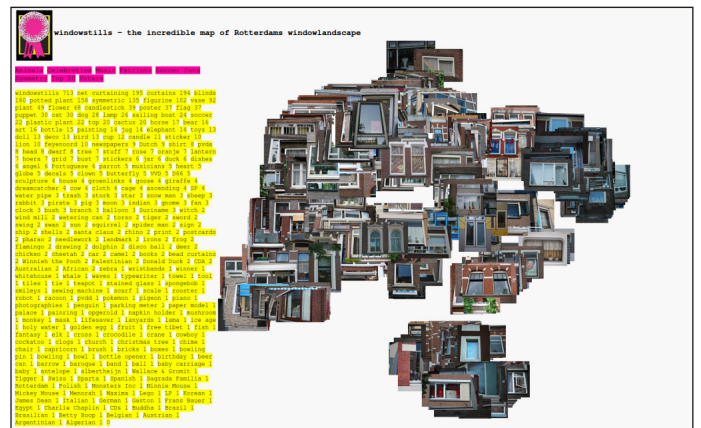 windowstills - the incredible map of Rotterdams windowlandscape
Animals Celebrities Music Patriots Soccer Fans
Symmetry Top 20 Voters
windowstills 713 net curtaining 195 curtains 194 blinds
180 potted plant 158 symmetric 135 figurine 102 vase 92
plant 49 flower 48 candlestick 39 poster 37 flag 37
puppet 30 cat 30 dog 28 lamp 26 sailing boat 24 soccer
22 plastic plant 22 top 20 cactus 20 horse 17 bear 16
art 16 bottle 15 painting 14 jug 14 elephant 14 toys 13
doll 13 deco 13 bird 13 cup 12 candle 11 sticker 10
lion 10 feyenoord 10 newspapers 9 Dutch 9 shirt 8 pvda
8 head 8 dwarf 8 tree 7 stuff 7 rose 7 oranje 7 lantern
7 hoera 7 grid 7 bust 7 stickers 6 jar 6 duck 6 dishes
6 angel 6 Portuguese 6 parrot 5 musicians 5 heart 5
globe 5 decals 5 clown 5 butterfly 5 VVD 5 D66 5
sculpture 4 house 4 groenlinks 4 goose 4 giraffe 4
dreamcatcher 4 cow 4 cloth 4 cage 4 ascending 4 SP 4
water pipe 3 trash 3 stork 3 star 3 snow man 3 sheep 3
rabbit 3 pirate 3 pig 3 moon 3 indian 3 gnome 3 fan 3
clock 3 bush 3 branch 3 balloon 3 Suriname 3 witch 2
wind mill 2 watering can 2 torso 2 tiger 2 sword 2
swing 2 swan 2 sun 2 squirrel 2 spider man 2 sign 2
ship 2 shells 2 santa claus 2 rhino 2 print 2 postcards
2 pharao 2 needlework 2 landmark 2 irons 2 frog 2
flamingo 2 drawing 2 dolphin 2 disco ball 2 deer 2
chicken 2 cheetah 2 car 2 camel 2 books 2 bead curtains
2 Winnieh the Pooh 2 Palestinian 2 Donald Duck 2 CDA 2
Australian 2 African 2 zebra 1 wristbands 1 winner 1
whitehouse 1 whale 1 waves 1 typewriter 1 towel 1 tool
1 tiles 1 tie 1 teapot 1 stained glass 1 spongebob 1
smileys 1 sewing machine 1 scarf 1 scale 1 rooster 1
robot 1 racoon 1 pvdd 1 pokemon 1 pigeon 1 piano 1
photographies 1 penguin 1 parking meter 1 paper model 1
palace 1 painring 1 opgerold 1 napkin holder 1 mushroom
1 monkey 1 mask 1 lifesaver 1 lanyards 1 lama 1 ice age
1 holy water 1 golden egg 1 fruit 1 free tibet 1 fish 1
fantasy 1 elk 1 cross 1 crocodile 1 crane 1 cowboy 1
cockatoo 1 clogs 1 church 1 christmas tree 1 chime 1
chair 1 capricorn 1 brush 1 bricks 1 boxes 1 bowling
pin 1 bowling 1 bowl 1 bottle opener 1 birthday 1 beer
can 1 barrow 1 baroque 1 band 1 ball 1 baby carriage 1
baby 1 antelope 1 albertheijn 1 Wallace & Gromit 1
Tigger 1 Swiss 1 Sparta 1 Spanish 1 Sagrada Familia 1
Rotterdam 1 Polish 1 Monsters Inc 1 Minnie Mouse 1
Mickey Mouse 1 Menorah 1 Maxima 1 Lego 1 LP 1 Korean 1
James Dean 1 Italian 1 German 1 Gaston 1 Frans Bauer 1
Egypt 1 Charlie Chaplin 1 CDs 1 Buddha 1 Brazil 1
Brasilian 1 Betty Boop 1 Belgian 1 Austrian 1
Argentinian 1 Algerian 1 0